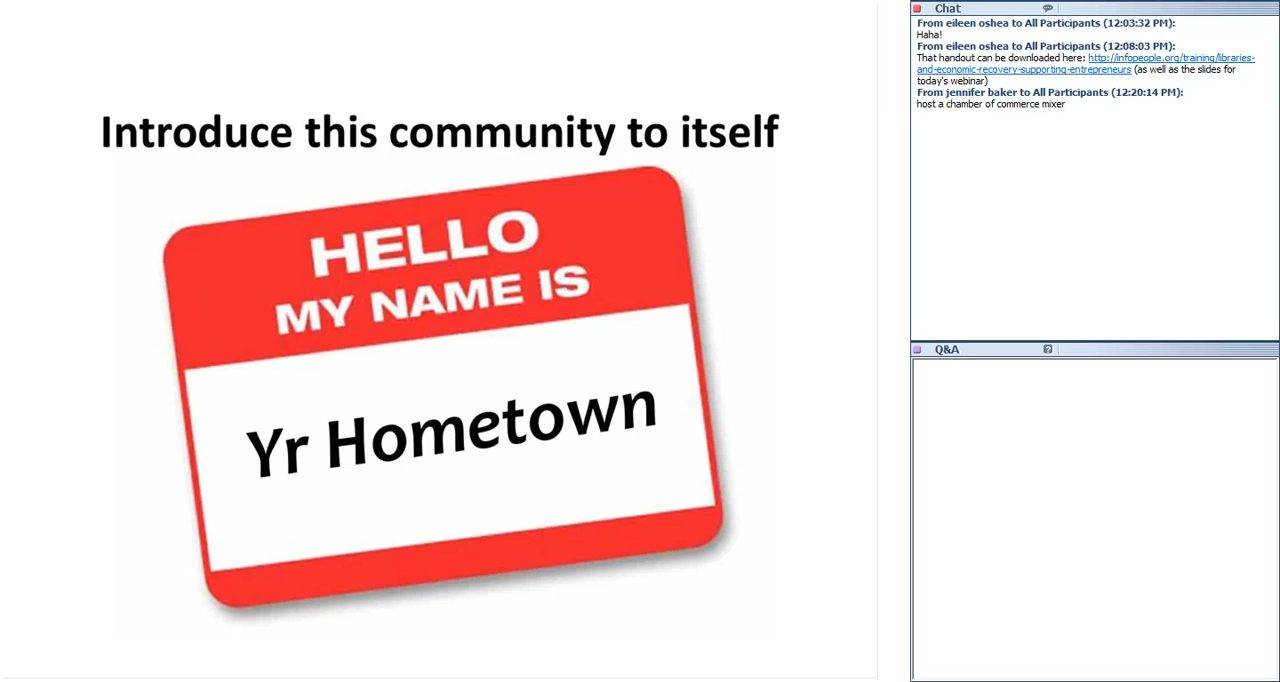 Introduce this community to itself
HELLO
MY NAME IS
Yr Hometown
Chat
From eileen oshea to All Participants (12:03:32 PM):
Haha!
From eileen oshea to All Participants (12:08:03 PM):
That handout can be downloaded here: http://infopeople.org/training/libraries-
and-economic-recovery-supporting-entrepreneurs (as well as the slides for
today's webinar)
From jennifer baker to All Participants (12:20:14 PM):
host a chamber of commerce mixer
Q&A